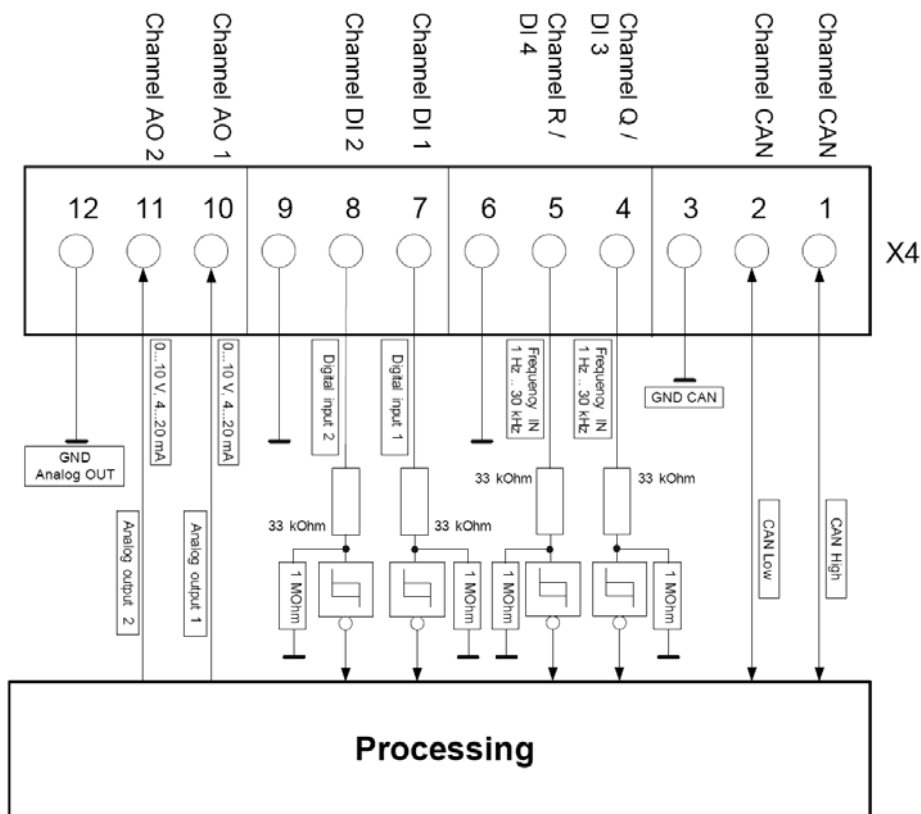 Channel AO 2
Channel AO 1
Channel DI 2
Channel DI 1
Channel R /
DI 4
Channel Q /
DI 3
Channel CAN
Channel CAN
12
11
10
9
8
7
6
5
4
3
2
1
X4
0...10 V, 4...20 mA
0...10 V, 4...20 mA
Digital input 2
Digital input 1
Frequency IN
1 Hz .. 30 kHz
Frequency IN
1 Hz .. 30 kHz
GND CAN
GND
Analog OUT
33 kOhm
33 kOhm
33 kOhm
33 kOhm
Analog output 2
Analog output 1
1 MOhm
1 MOhm
1 MOhm
1 MOhm
CAN Low
CAN High
Processing